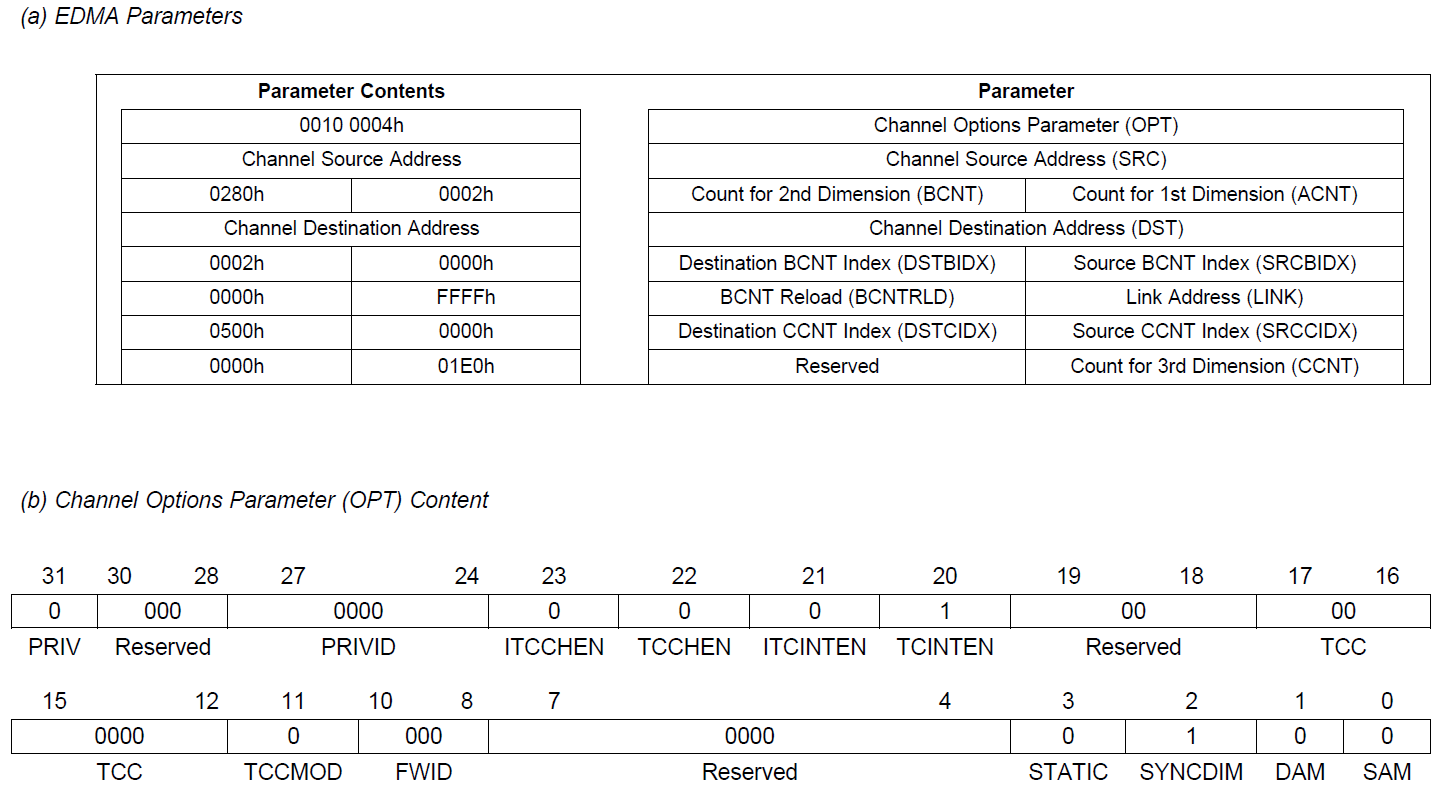 (a) EDMA Parameters
Parameter Contents Parameter
0010 0004h Channel Options Parameter (OPT)
Channel Source Address Channel Source Address (SRC)
0280h 0002h Count for 2nd Dimension (BCNT) Count for 1st Dimension (ACNT)
Channel Destination Address Channel Destination Address (DST)
0002h 0000h Destination BCNT Index (DSTBIDX) Source BCNT Index (SRCBIDX)
0000h FFFFh BCNT Reload (BCNTRLD) Link Address (LINK)
0500h 0000h Destination CCNT Index (DSTCIDX) Source CCNT Index (SRCCIDX)
0000h 01E0h Reserved Count for 3rd Dimension (CCNT)
(b) Channel Options Parameter (OPT) Content
31 30 28 27 24 23 22 21 20 19 18 17 16
0 000 0000 0 0 0 1 00 00
PRIV Reserved PRIVID ITCCHEN TCCHEN ITCINTEN TCINTEN Reserved TCC
15 12 11 10 8 7 4 3 2 1 0
0000 0 000 0000 0 1 0 0
TCC TCCMOD FWID Reserved STATIC SYNCDIM DAM SAM